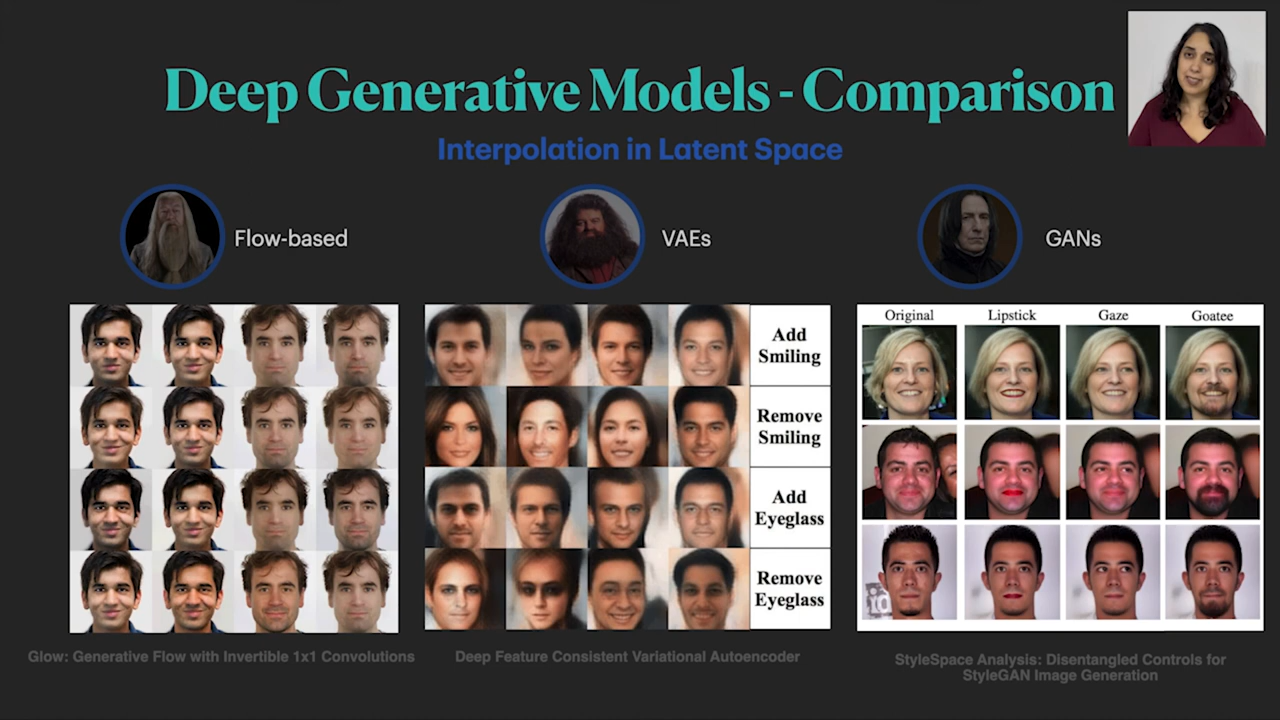 Deep Generative Models - Comparison
Interpolation in Latent Space
Flow-based
VAEs
GANs
Add
Smiling
Remove
Smiling
Add
Eyeglass
Remove
Eyeglass
Original Lipstick Gaze Goatee
Glow: Generative Flow with Invertible 1x1 Convolutions
Deep Feature Consistent Variational Autoencoder
StyleSpace Analysis: Disentangled Controls for
StyleGAN Image Generation